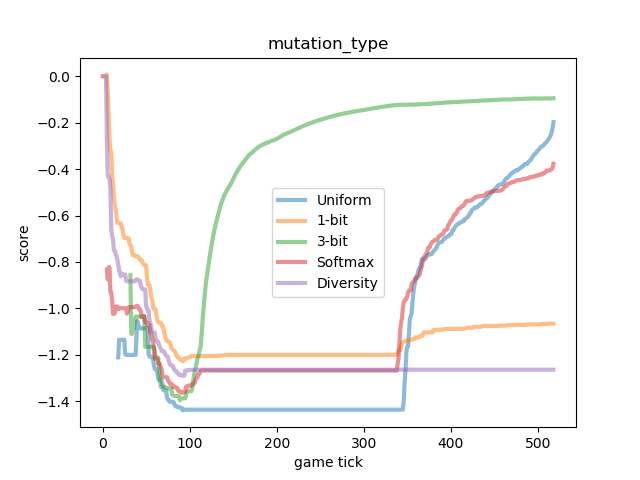 mutation_type
0.0
−0.2
−0.4
−0.6
−0.8
−1.0
−1.2
−1.4
score
Uniform
1-bit
3-bit
Softmax
Diversity
0 100 200 300 400 500
game tick